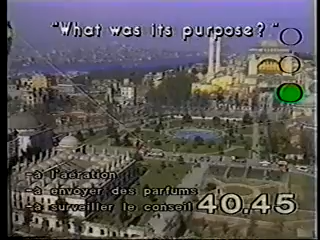 "What was its purpose?"
-à l'aération
-à envoyer des parfums
-à surveiller le conseil
40.45